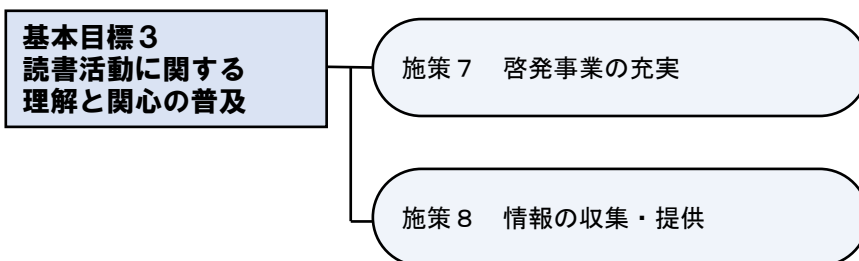 基本目標３
読書活動に関する
理解と関心の普及
施策７　啓発事業の充実
施策８　情報の収集・提供